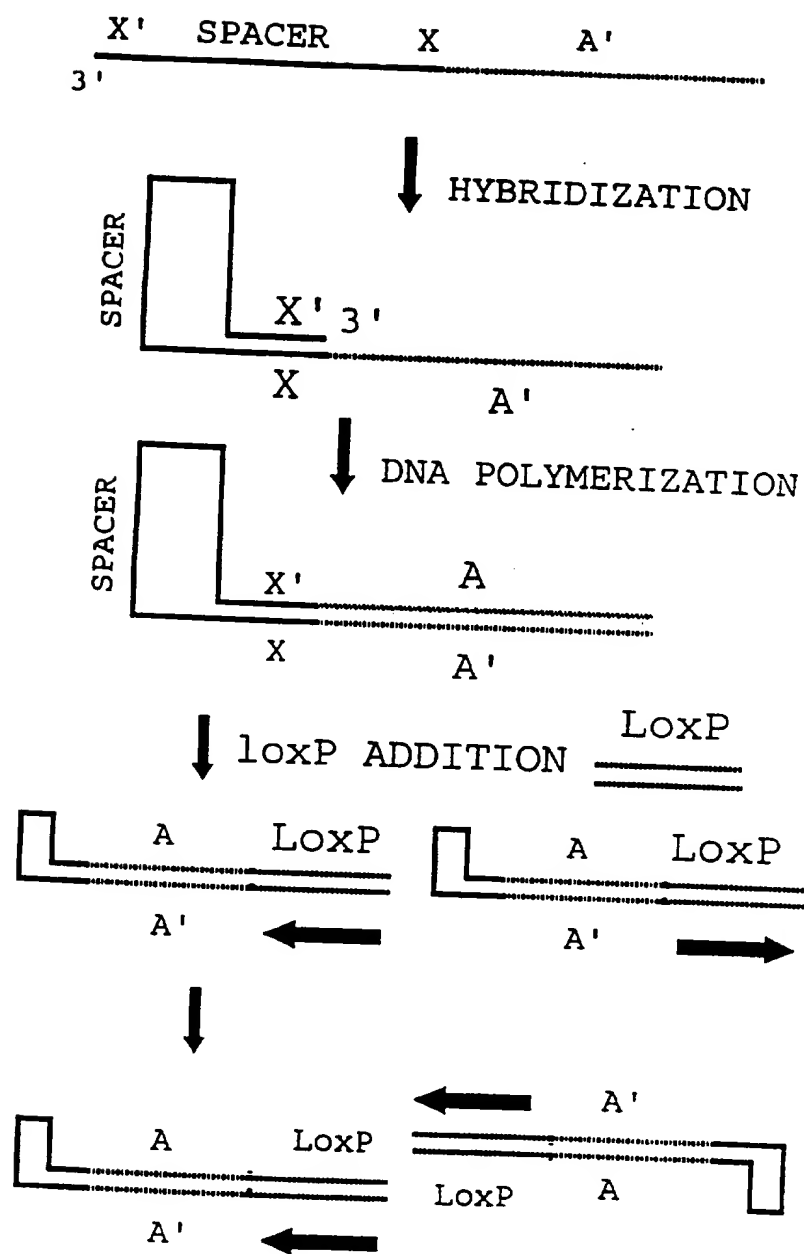 X' SPACER X A'
3'
HYBRIDIZATION
SPACER
X' 3'
X A'
DNA POLYMERIZATION
SPACER
X' A
X A'
LoxP
loxP ADDITION
A LoxP A LoxP
A' A'
A'
A LoxP
LoxP A
A'